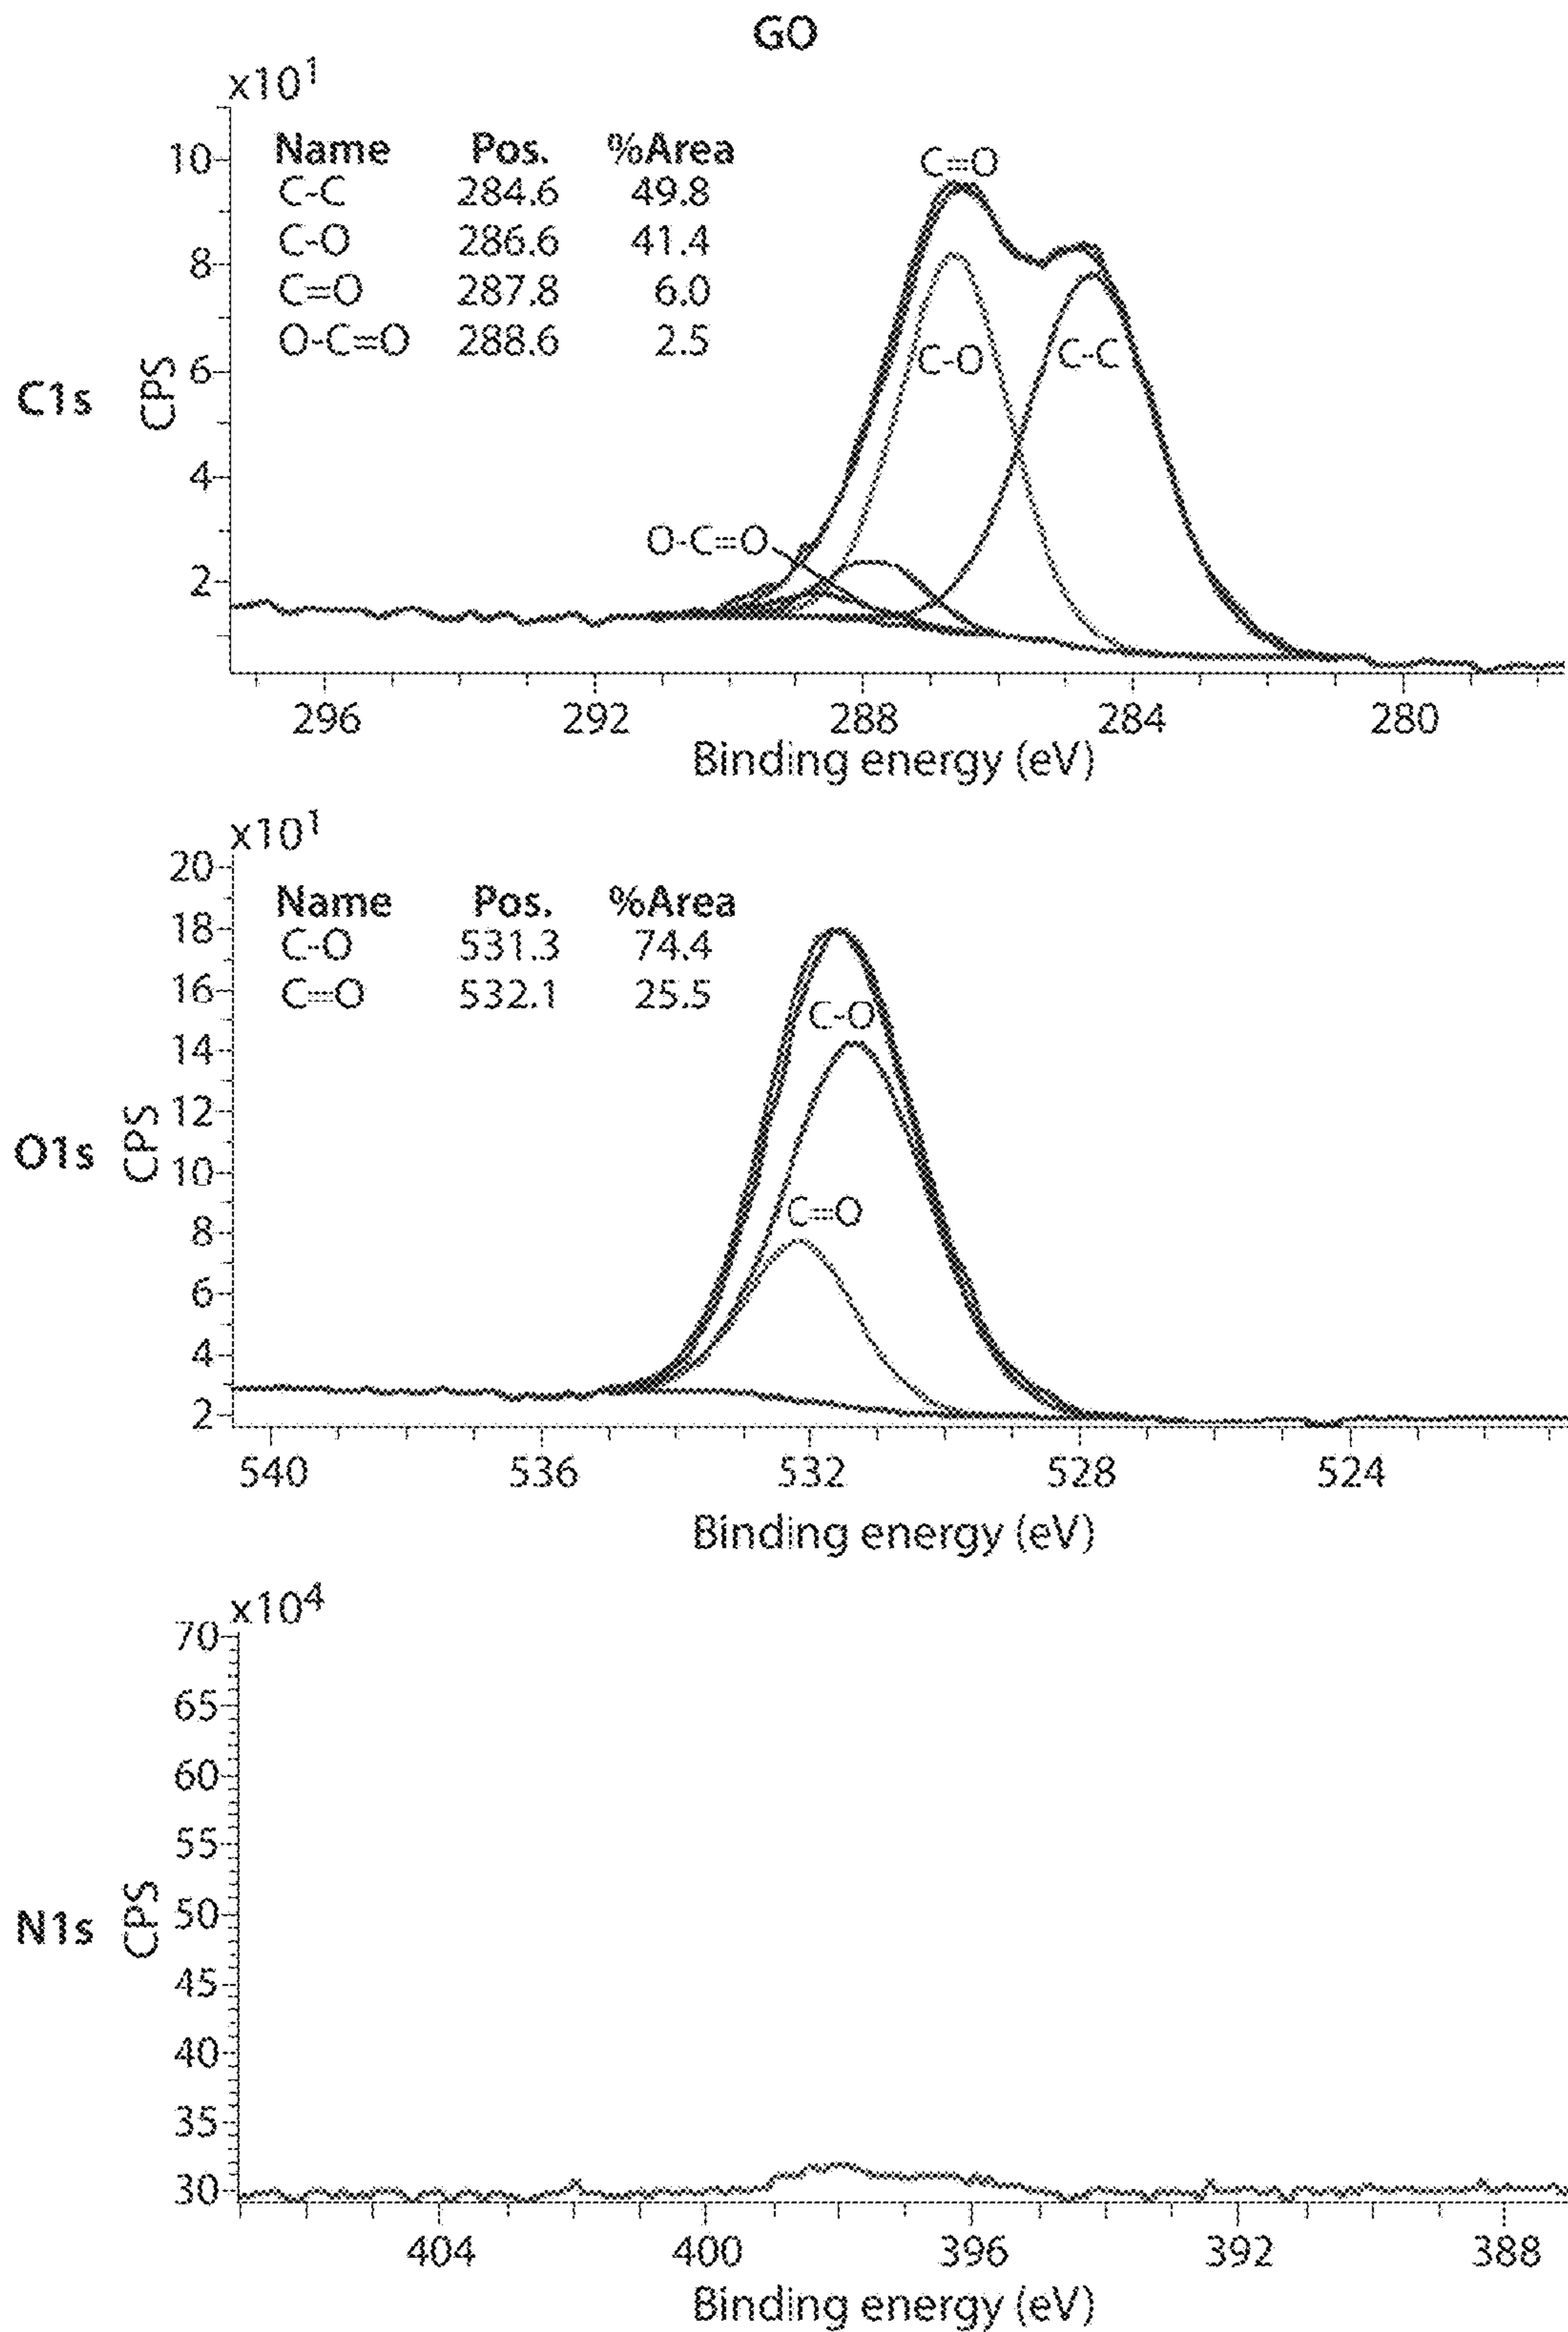 GO
x10¹
Name Pos. %Area
C-C 284.6 49.8
C-O 286.6 41.4
C=O 287.8 6.0
O-C=O 288.6 2.5
10
8
6
4
2
C1s
CPS
C=O
C-O
C-C
O-C=O
296 292 288 284 280
Binding energy (eV)
x10¹
Name Pos. %Area
C-O 531.3 74.4
C=O 532.1 25.5
20
18
16
14
12
10
8
6
4
2
O1s
CPS
C-O
C=O
540 536 532 528 524
Binding energy (eV)
x10⁴
70
65
60
55
50
45
40
35
30
N1s
CPS
404 400 396 392 388
Binding energy (eV)